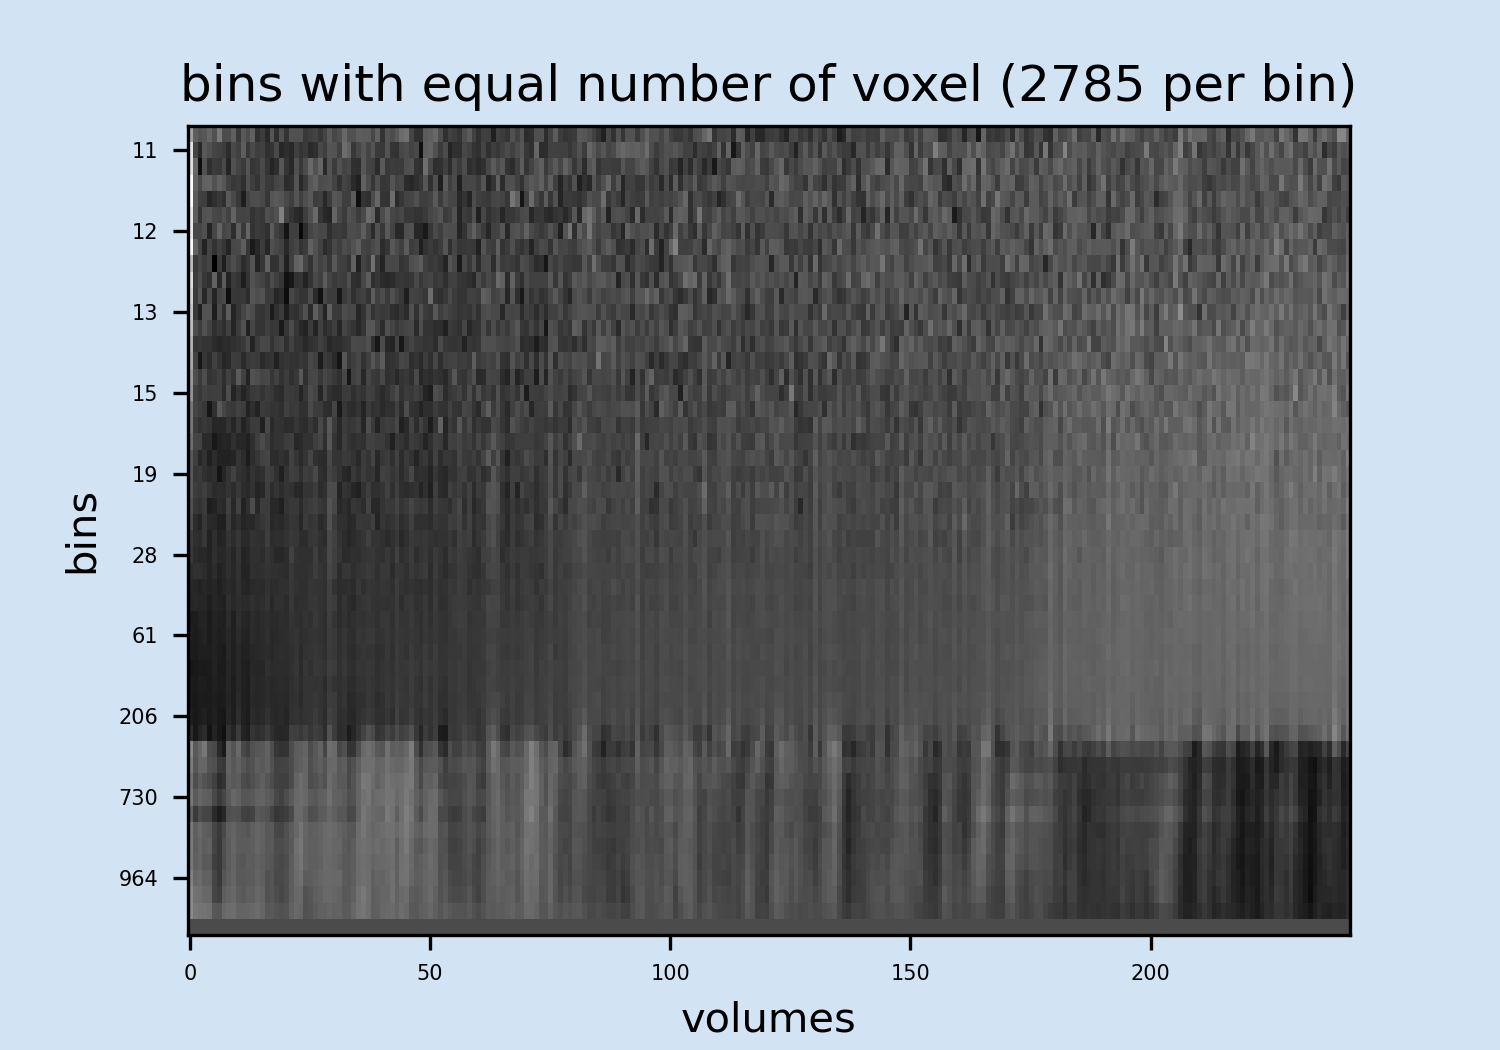 bins with equal number of voxel (2785 per bin)
bins
11
12
13
15
19
28
61
206
730
964
0 50 100 150 200
volumes